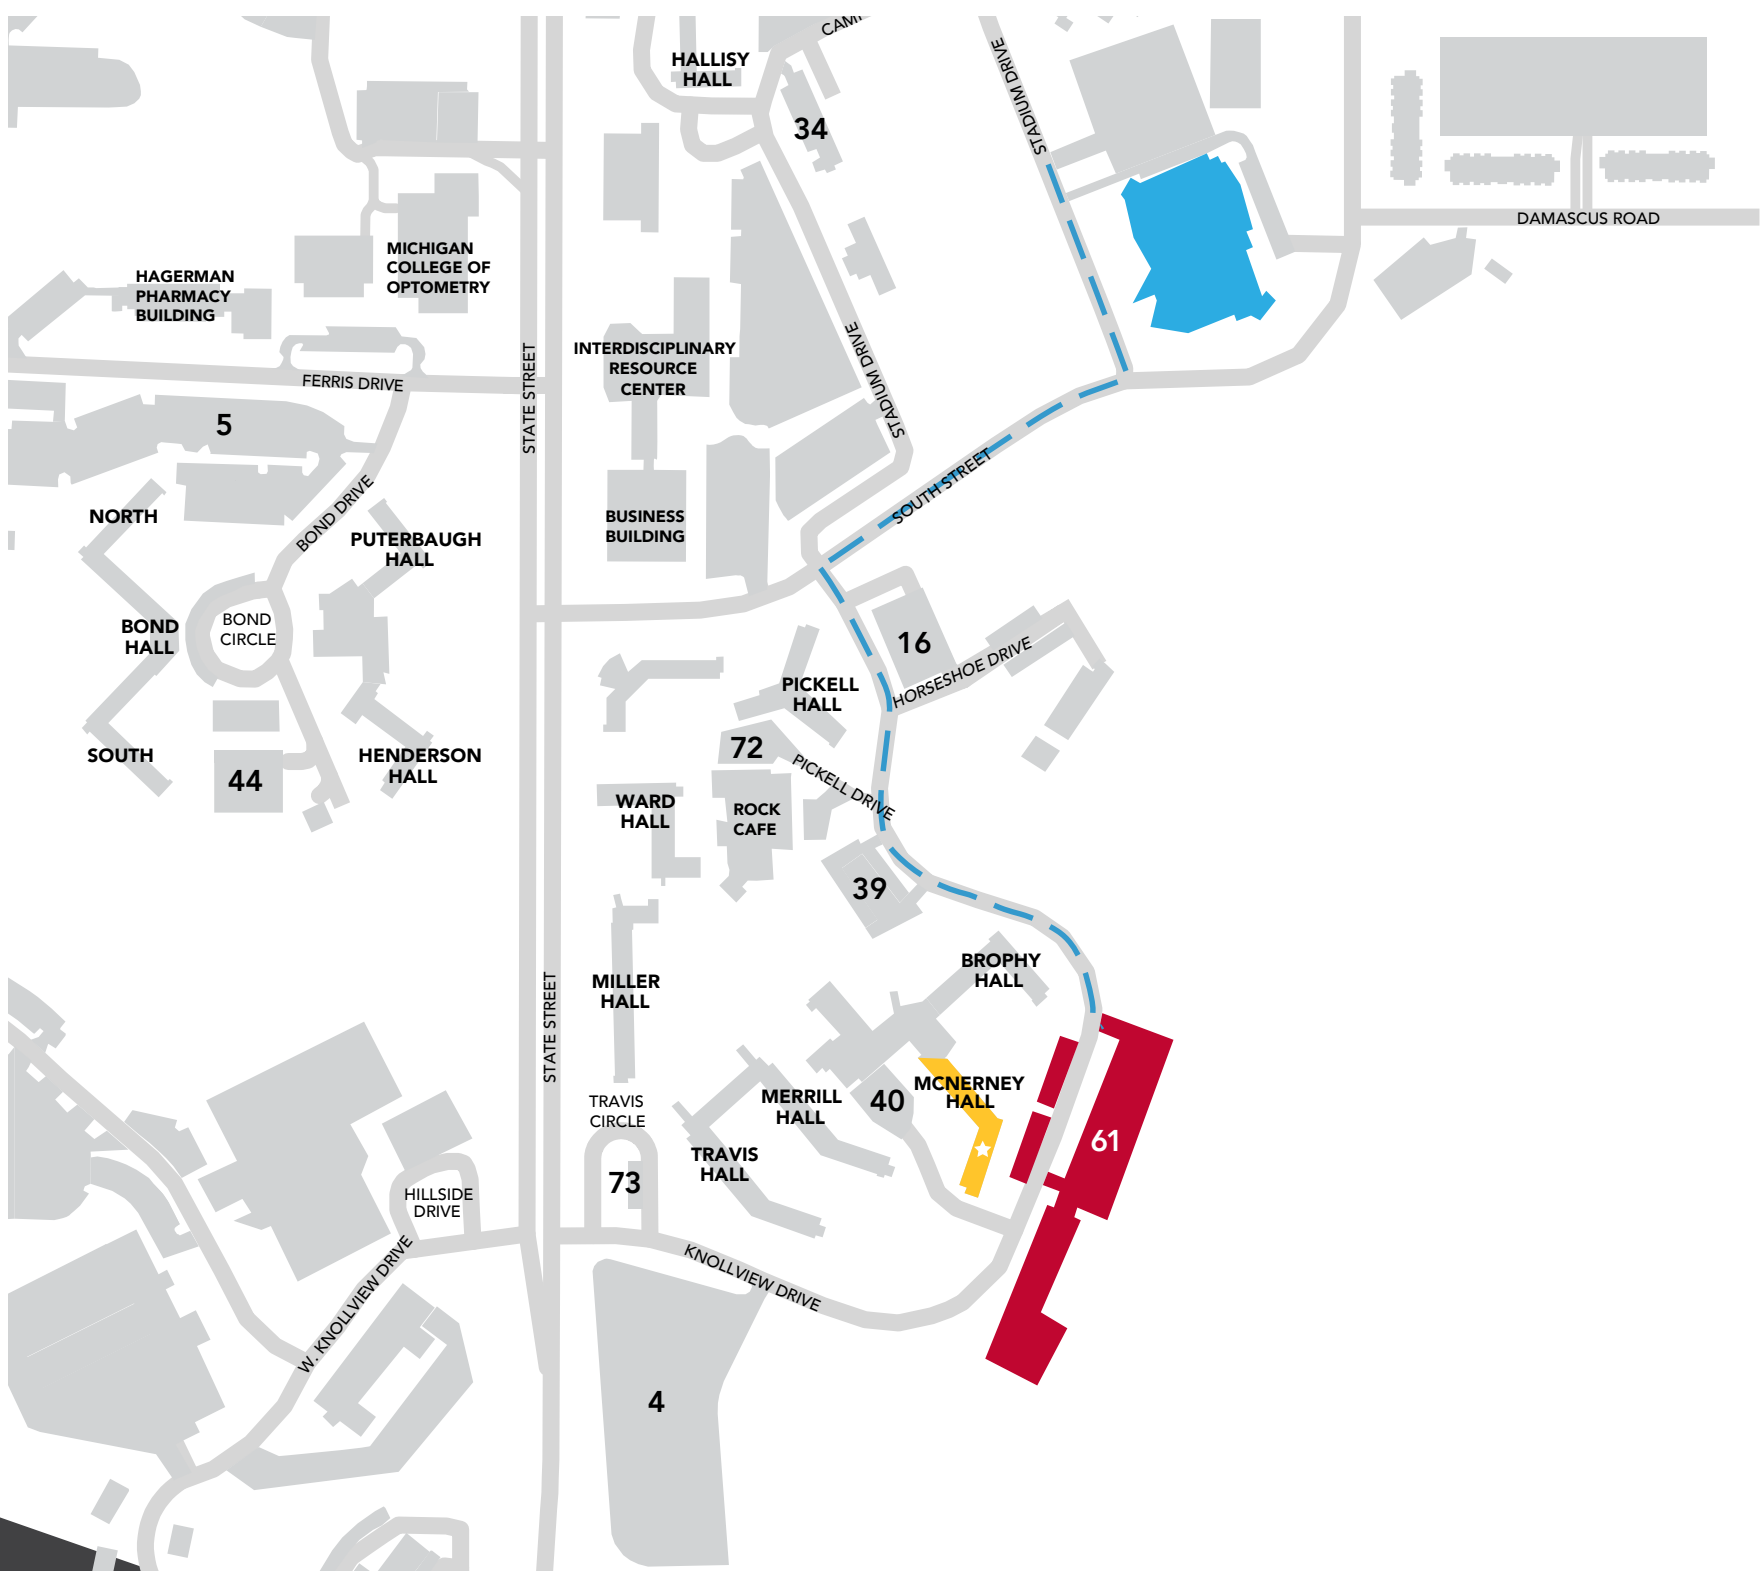 CAMP
HALLISY
HALL
34
STADIUM DRIVE
DAMASCUS ROAD
MICHIGAN
COLLEGE OF
OPTOMETRY
HAGERMAN
PHARMACY
BUILDING
FERRIS DRIVE
STATE STREET
INTERDISCIPLINARY
RESOURCE
CENTER
STADIUM DRIVE
5
BOND DRIVE
SOUTH STREET
NORTH
PUTERBAUGH
HALL
BUSINESS
BUILDING
BOND
HALL
BOND
CIRCLE
16
HORSESHOE DRIVE
PICKELL
HALL
SOUTH
44
HENDERSON
HALL
72
PICKELL DRIVE
WARD
HALL
ROCK
CAFE
39
BROPHY
HALL
MILLER
HALL
STATE STREET
MCNERNEY
HALL
40
MERRILL
HALL
TRAVIS
CIRCLE
61
TRAVIS
HALL
73
HILLSIDE
DRIVE
KNOLLVIEW DRIVE
W. KNOLLVIEW DRIVE
4